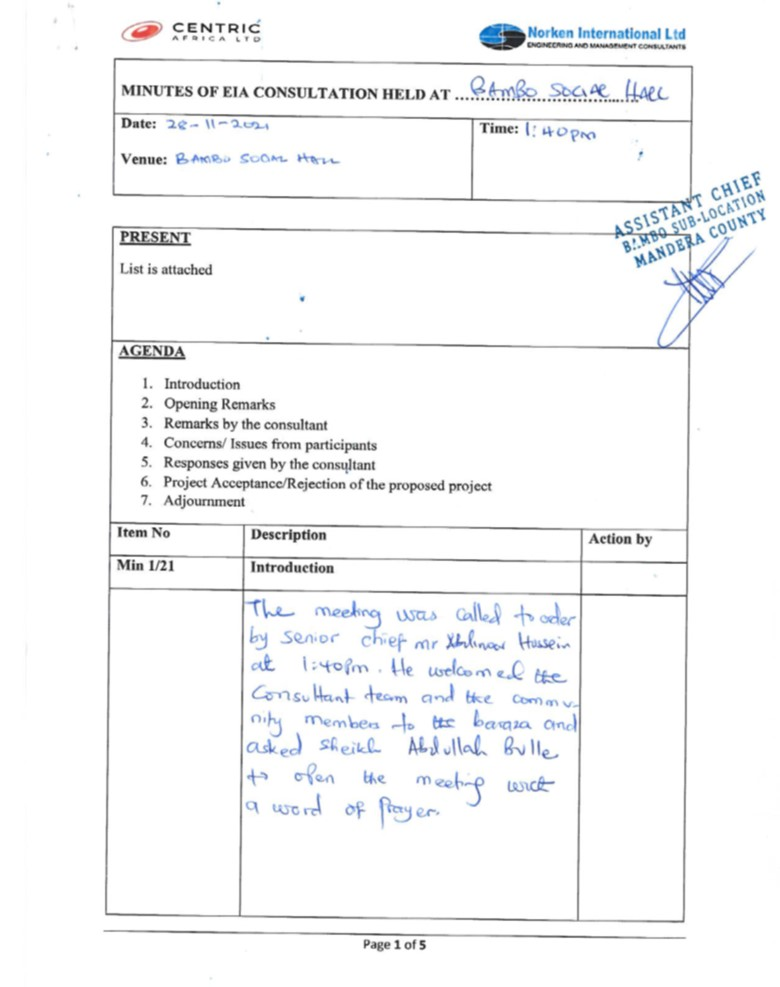 CENTRIC
AFRICA LTD
Norken International Ltd
ENGINEERING AND MANAGEMENT CONSULTANTS
MINUTES OF EIA CONSULTATION HELD AT BAMBO SOCIAL HALL
Date: 28-11-2021
Time: 1:40pm
Venue: BAMBO SOCIAL HALL
ASSISTANT CHIEF
BAMBO SUB-LOCATION
MANDERA COUNTY
PRESENT
List is attached
AGENDA
1. Introduction
2. Opening Remarks
3. Remarks by the consultant
4. Concerns/ Issues from participants
5. Responses given by the consultant
6. Project Acceptance/Rejection of the proposed project
7. Adjournment
Item No Description Action by
Min 1/21 Introduction
The meeting was called to oder
by senior chief mr Hussein
at 1:40pm. He welcomed the
Consultant team and the commu-
nity members to the baraza and
asked Sheikh Abdullah Bulle
to open the meeting with
a word of Prayer.
Page 1 of 5